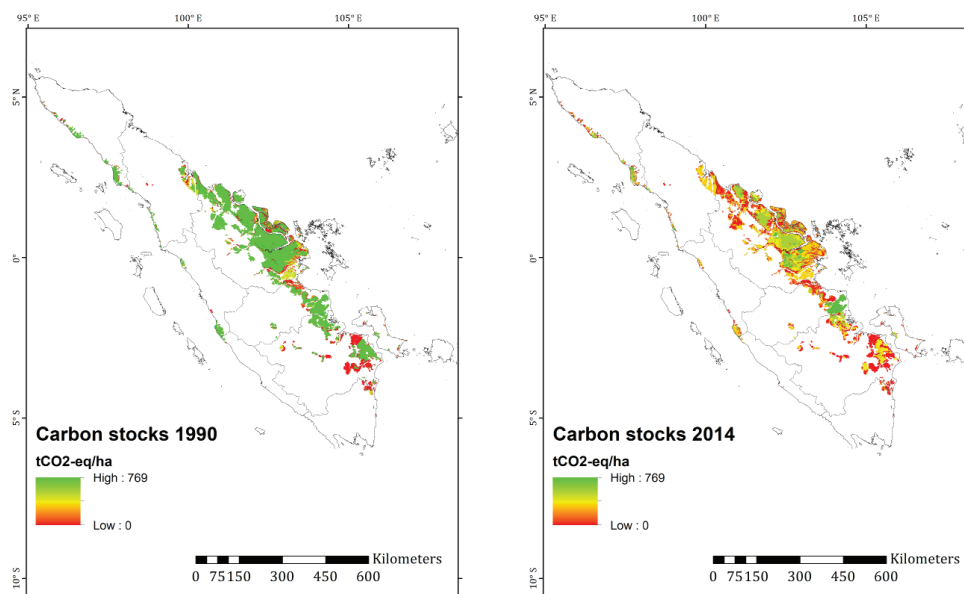 95° E 100° E 105° E
5° N
0°
5° S
10° S
Carbon stocks 1990
tCO2-eq/ha
High : 769
Low : 0
Kilometers
0 75 150 300 450 600
95° E 100° E 105° E
5° N
0°
5° S
10° S
Carbon stocks 2014
tCO2-eq/ha
High : 769
Low : 0
Kilometers
0 75 150 300 450 600